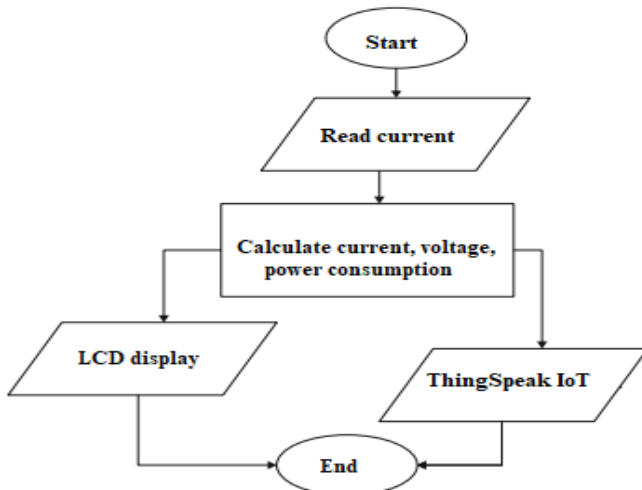 Start
Read current
Calculate current, voltage,
power consumption
LCD display
ThingSpeak IoT
End